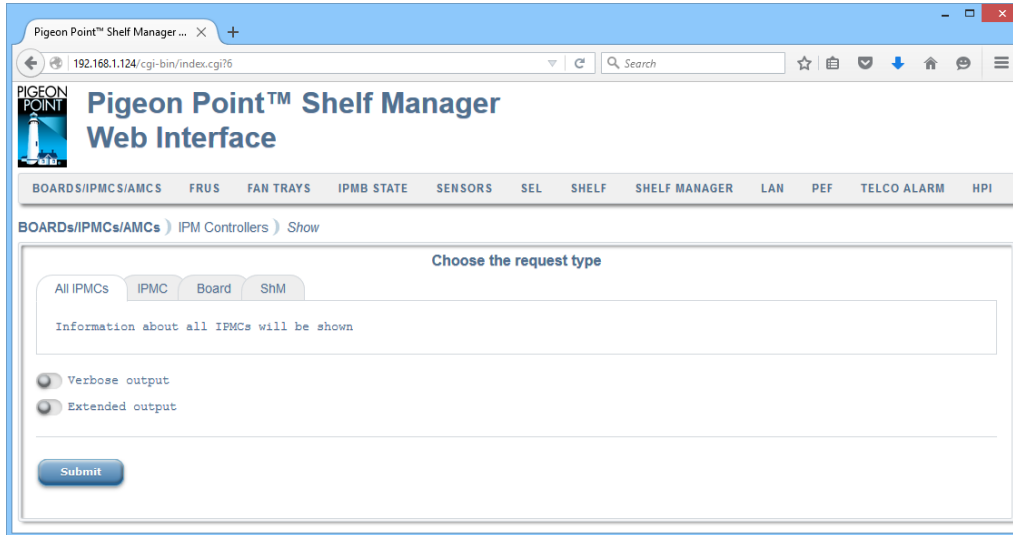 Pigeon Point™ Shelf Manager ...
192.168.1.124/cgi-bin/index.cgi?6
Search
PIGEON
POINT
Pigeon Point™ Shelf Manager
Web Interface
BOARDS/IPMCS/AMCS FRUS FAN TRAYS IPMB STATE SENSORS SEL SHELF SHELF MANAGER LAN PEF TELCO ALARM HPI
BOARDs/IPMCs/AMCs ) IPM Controllers ) Show
Choose the request type
All IPMCs IPMC Board ShM
Information about all IPMCs will be shown
Verbose output
Extended output
Submit